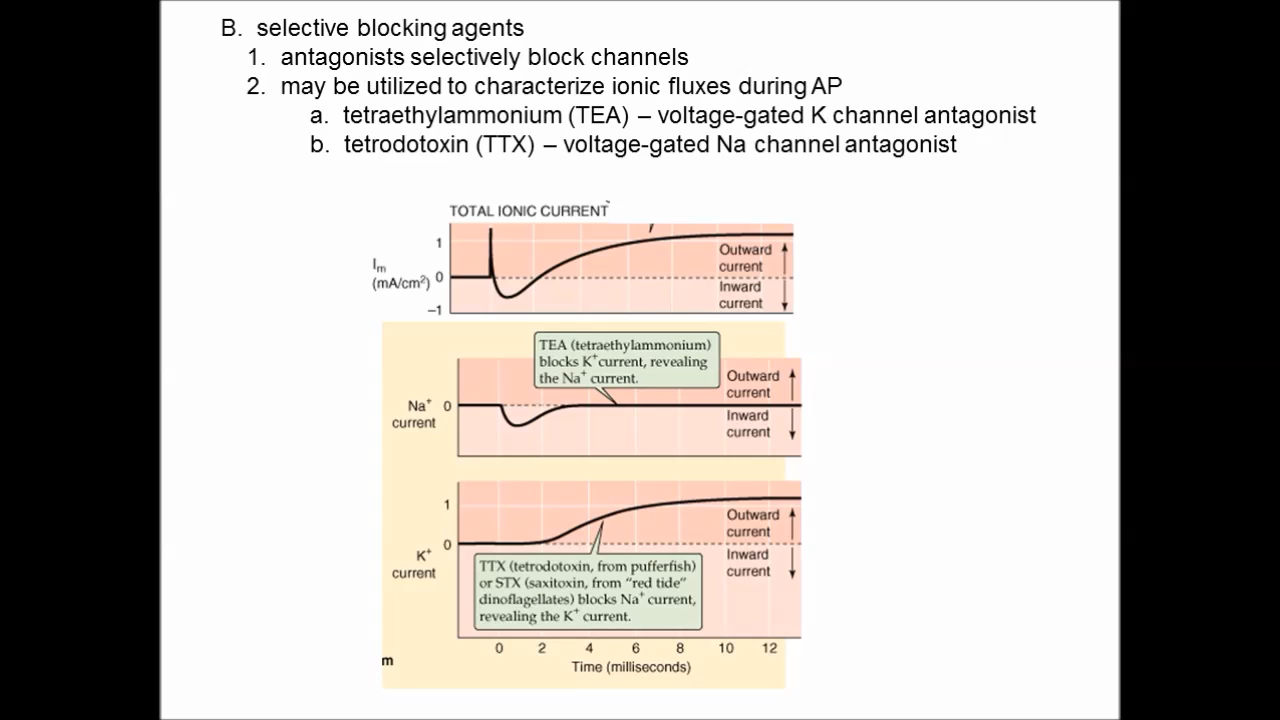 B. selective blocking agents
1. antagonists selectively block channels
2. may be utilized to characterize ionic fluxes during AP
a. tetraethylammonium (TEA) – voltage-gated K channel antagonist
b. tetrodotoxin (TTX) – voltage-gated Na channel antagonist
TOTAL IONIC CURRENT
Im
(mA/cm²)
1
0
–1
Outward
current
Inward
current
TEA (tetraethylammonium)
blocks K⁺ current, revealing
the Na⁺ current.
Na⁺
current
0
Outward
current
Inward
current
K⁺
current
1
0
Outward
current
Inward
current
TTX (tetrodotoxin, from pufferfish)
or STX (saxitoxin, from “red tide”
dinoflagellates) blocks Na⁺ current,
revealing the K⁺ current.
0 2 4 6 8 10 12
Time (milliseconds)
m